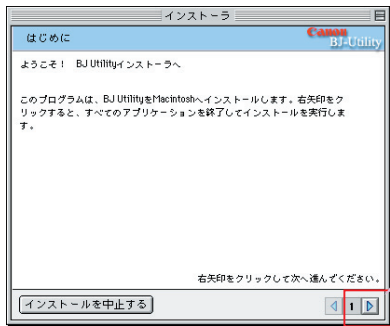 インストーラ
はじめに
Canon
BJ-Utility
ようこそ！ BJ Utilityインストーラへ
このプログラムは、BJ UtilityをMacintoshへインストールします。右矢印をク
リックすると、すべてのアプリケーションを終了してインストールを実行しま
す。
右矢印をクリックして次へ進んでください。
インストールを中止する
1